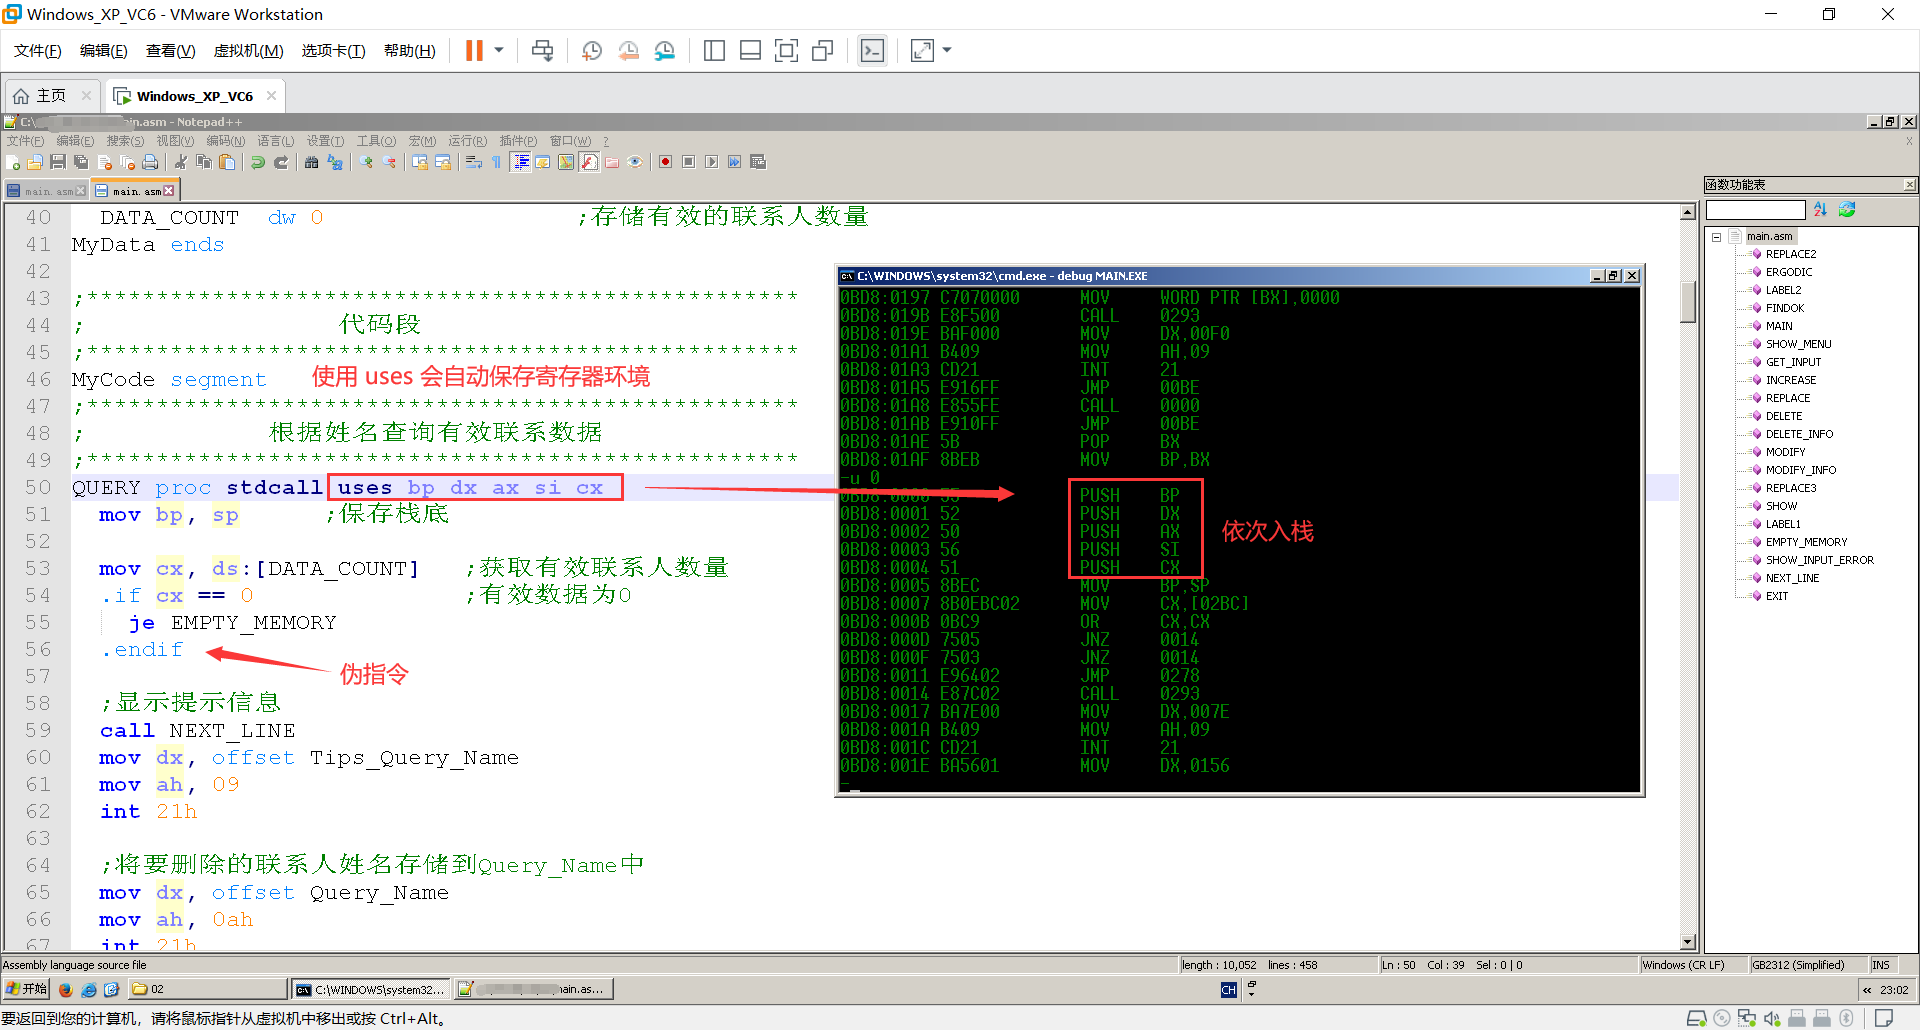 Windows_XP_VC6 - VMware Workstation
文件(F) 编辑(E) 查看(V) 虚拟机(M) 选项卡(T) 帮助(H)
主页 Windows_XP_VC6
C:\ in.asm - Notepad++
文件(F) 编辑(E) 搜索(S) 视图(V) 编码(N) 语言(L) 设置(T) 工具(O) 宏(M) 运行(R) 插件(P) 窗口(W) ?
main.asm main.asm
40 DATA_COUNT dw 0 ;存储有效的联系人数量
41 MyData ends
42
43 ;***************************************************
44 ; 代码段
45 ;***************************************************
46 MyCode segment 使用 uses 会自动保存寄存器环境
47 ;***************************************************
48 ; 根据姓名查询有效联系数据
49 ;***************************************************
50 QUERY proc stdcall uses bp dx ax si cx
51 mov bp, sp ;保存栈底
52
53 mov cx, ds:[DATA_COUNT] ;获取有效联系人数量
54 .if cx == 0 ;有效数据为0
55 je EMPTY_MEMORY
56 .endif
伪指令
57
58 ;显示提示信息
59 call NEXT_LINE
60 mov dx, offset Tips_Query_Name
61 mov ah, 09
62 int 21h
63
64 ;将要删除的联系人姓名存储到Query_Name中
65 mov dx, offset Query_Name
66 mov ah, 0ah
67 int 21h
C:\WINDOWS\system32\cmd.exe - debug MAIN.EXE
0BD8:0197 C7070000 MOV WORD PTR [BX],0000
0BD8:019B E8F500 CALL 0293
0BD8:019E BAF000 MOV DX,00F0
0BD8:01A1 B409 MOV AH,09
0BD8:01A3 CD21 INT 21
0BD8:01A5 E916FF JMP 00BE
0BD8:01A8 E855FE CALL 0000
0BD8:01AB E910FF JMP 00BE
0BD8:01AE 5B POP BX
0BD8:01AF 8BEB MOV BP,BX
-u 0
0BD8:0000 55 PUSH BP
0BD8:0001 52 PUSH DX
0BD8:0002 50 PUSH AX
0BD8:0003 56 PUSH SI
0BD8:0004 51 PUSH CX
依次入栈
0BD8:0005 8BEC MOV BP,SP
0BD8:0007 8B0EBC02 MOV CX,[02BC]
0BD8:000B 0BC9 OR CX,CX
0BD8:000D 7505 JNZ 0014
0BD8:000F 7503 JNZ 0014
0BD8:0011 E96402 JMP 0278
0BD8:0014 E87C02 CALL 0293
0BD8:0017 BA7E00 MOV DX,007E
0BD8:001A B409 MOV AH,09
0BD8:001C CD21 INT 21
0BD8:001E BA5601 MOV DX,0156
-
函数功能表
main.asm
REPLACE2
ERGODIC
LABEL2
FINDOK
MAIN
SHOW_MENU
GET_INPUT
INCREASE
REPLACE
DELETE
DELETE_INFO
MODIFY
MODIFY_INFO
REPLACE3
SHOW
LABEL1
EMPTY_MEMORY
SHOW_INPUT_ERROR
NEXT_LINE
EXIT
Assembly language source file length : 10,052 lines : 458 Ln : 50 Col : 39 Sel : 0 | 0 Windows (CR LF) GB2312 (Simplified) INS
开始 02 C:\WINDOWS\system32... ain.as... CH « 23:02
要返回到您的计算机，请将鼠标指针从虚拟机中移出或按 Ctrl+Alt。